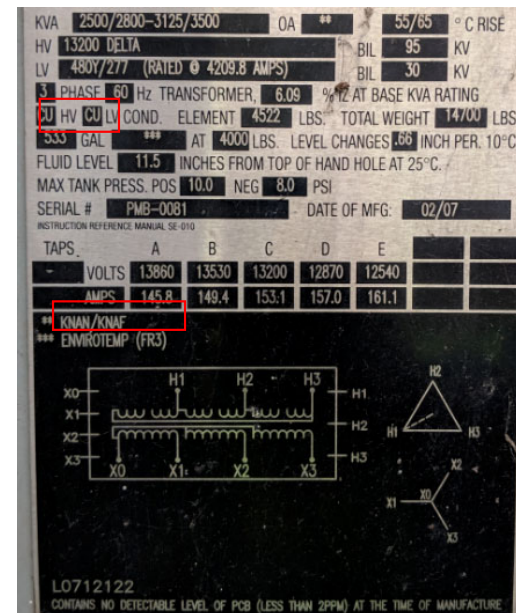 KVA 2500/2800-3125/3500 OA ** 55/65 °C RISE
HV 13200 DELTA BIL 95 KV
LV 480Y/277 (RATED @ 4209.8 AMPS) BIL 30 KV
3 PHASE 60 Hz TRANSFORMER, 6.09 % IZ AT BASE KVA RATING
CU HV CU LV COND. ELEMENT 4522 LBS. TOTAL WEIGHT 14700 LBS
533 GAL *** AT 4000 LBS. LEVEL CHANGES .66 INCH PER. 10°C
FLUID LEVEL 11.5 INCHES FROM TOP OF HAND HOLE AT 25°C.
MAX TANK PRESS. POS 10.0 NEG 8.0 PSI
SERIAL # PMB-0081 DATE OF MFG: 02/07
INSTRUCTION REFERENCE MANUAL SE-010
TAPS. A B C D E
- VOLTS 13860 13530 13200 12870 12540
AMPS 145.8 149.4 153.1 157.0 161.1
** KNAN/KNAF
*** ENVIROTEMP (FR3)
H2
X0 H1 H2 H3 H1
X1 H2 H1 H3
X2 H3
X3 X0 X1 X2 X3 X2
X1 X0
X3
L0712122
CONTAINS NO DETECTABLE LEVEL OF PCB (LESS THAN 2PPM) AT THE TIME OF MANUFACTURE